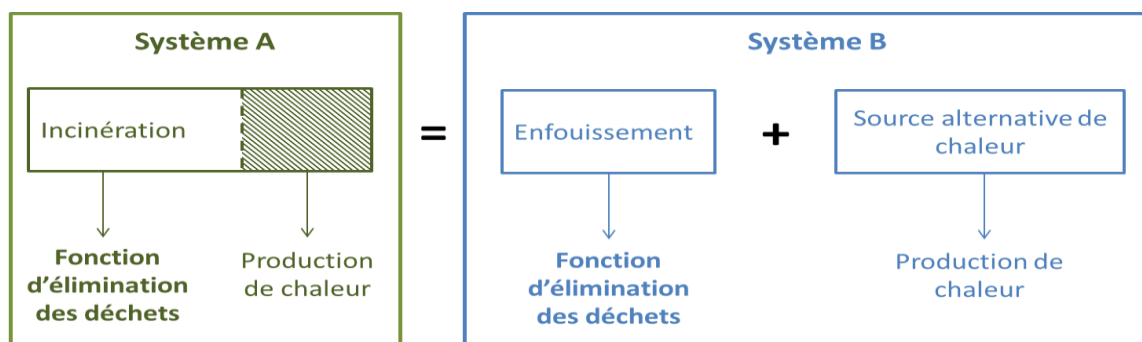 Système A
Incinération
Fonction
d'élimination
des déchets
Production
de chaleur
=
Système B
Enfouissement
+
Source alternative de
chaleur
Fonction
d'élimination
des déchets
Production de
chaleur